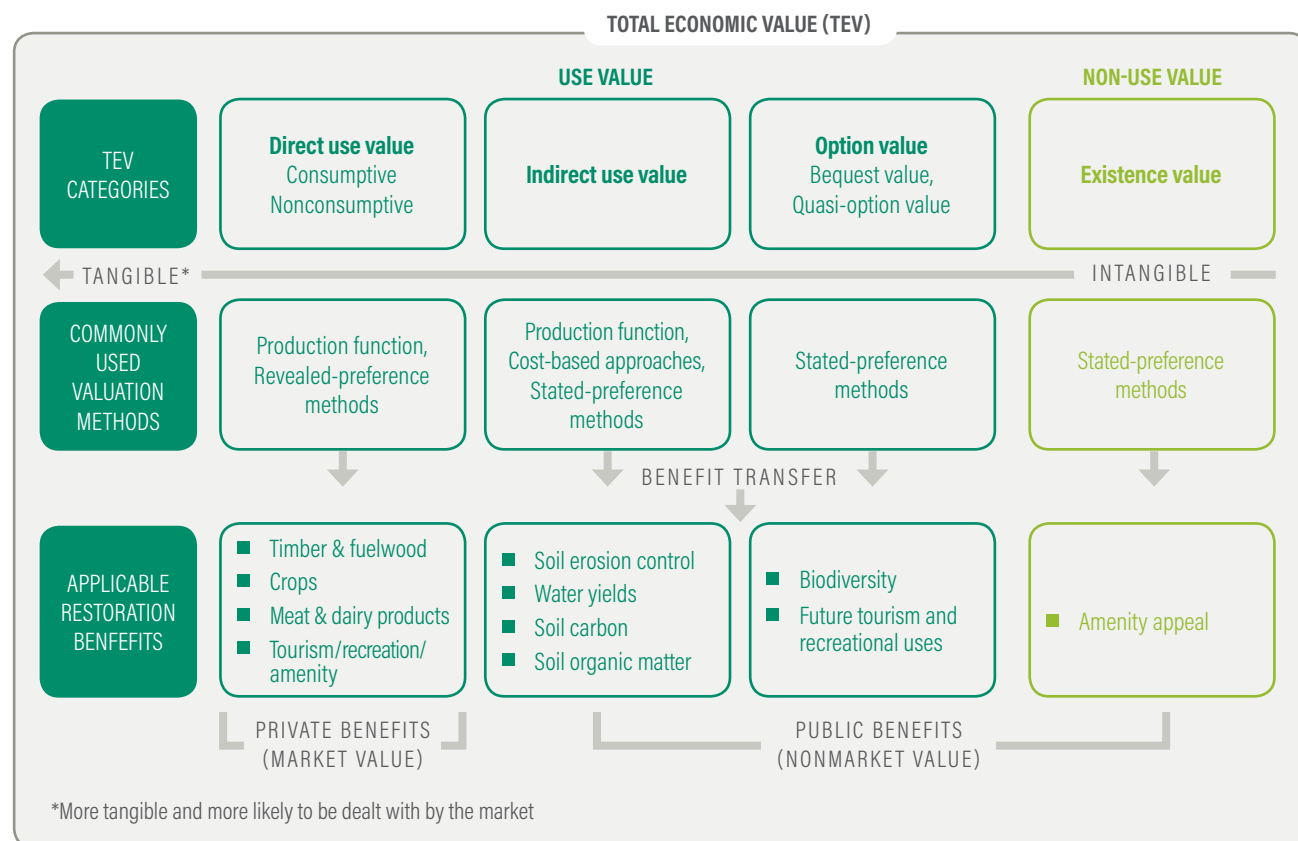 TOTAL ECONOMIC VALUE (TEV)
USE VALUE
NON-USE VALUE
TEV
CATEGORIES
Direct use value
Consumptive
Nonconsumptive
Indirect use value
Option value
Bequest value,
Quasi-option value
Existence value
TANGIBLE*
INTANGIBLE
COMMONLY
USED
VALUATION
METHODS
Production function,
Revealed-preference
methods
Production function,
Cost-based approaches,
Stated-preference
methods
Stated-preference
methods
Stated-preference
methods
BENEFIT TRANSFER
APPLICABLE
RESTORATION
BENFEFITS
Timber & fuelwood
Crops
Meat & dairy products
Tourism/recreation/
amenity
Soil erosion control
Water yields
Soil carbon
Soil organic matter
Biodiversity
Future tourism and
recreational uses
Amenity appeal
PRIVATE BENEFITS
(MARKET VALUE)
PUBLIC BENEFITS
(NONMARKET VALUE)
*More tangible and more likely to be dealt with by the market